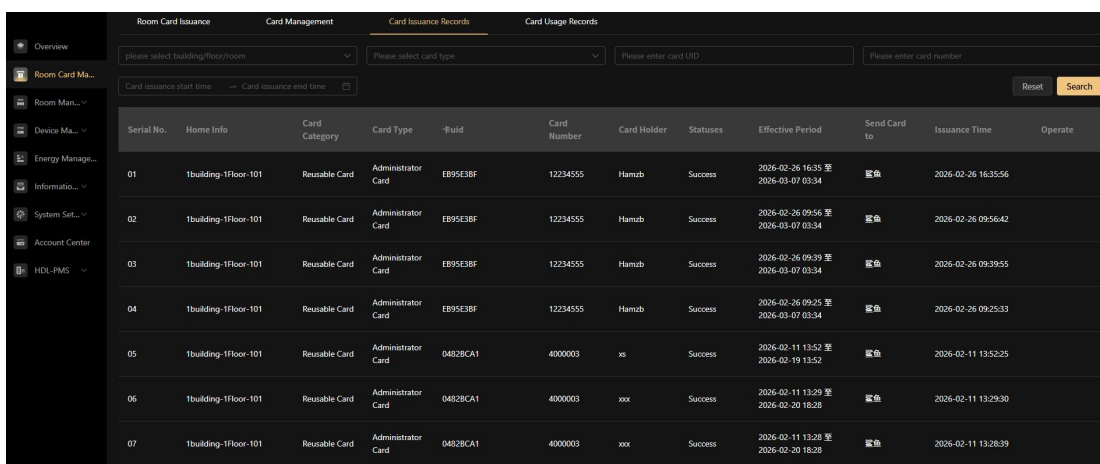 Room Card Issuance Card Management Card Issuance Records Card Usage Records
Overview
Room Card Ma...
Room Man...
Device Ma...
Energy Manage...
Informatio...
System Set...
Account Center
HDL-PMS
please select building/floor/room Please select card type Please enter card UID Please enter card number
Card issuance start time → Card issuance end time
Reset Search
Serial No. Home Info Card Category Card Type 卡uid Card Number Card Holder Statuses Effective Period Send Card to Issuance Time Operate
01 1building-1Floor-101 Reusable Card Administrator Card EB95E3BF 12234555 Hamzb Success 2026-02-26 16:35 至 2026-03-07 03:34 鲨鱼 2026-02-26 16:35:56
02 1building-1Floor-101 Reusable Card Administrator Card EB95E3BF 12234555 Hamzb Success 2026-02-26 09:56 至 2026-03-07 03:34 鲨鱼 2026-02-26 09:56:42
03 1building-1Floor-101 Reusable Card Administrator Card EB95E3BF 12234555 Hamzb Success 2026-02-26 09:39 至 2026-03-07 03:34 鲨鱼 2026-02-26 09:39:55
04 1building-1Floor-101 Reusable Card Administrator Card EB95E3BF 12234555 Hamzb Success 2026-02-26 09:25 至 2026-03-07 03:34 鲨鱼 2026-02-26 09:25:33
05 1building-1Floor-101 Reusable Card Administrator Card 0482BCA1 4000003 xs Success 2026-02-11 13:52 至 2026-02-19 13:52 鲨鱼 2026-02-11 13:52:25
06 1building-1Floor-101 Reusable Card Administrator Card 0482BCA1 4000003 xxx Success 2026-02-11 13:29 至 2026-02-20 18:28 鲨鱼 2026-02-11 13:29:30
07 1building-1Floor-101 Reusable Card Administrator Card 0482BCA1 4000003 xxx Success 2026-02-11 13:28 至 2026-02-20 18:28 鲨鱼 2026-02-11 13:28:39